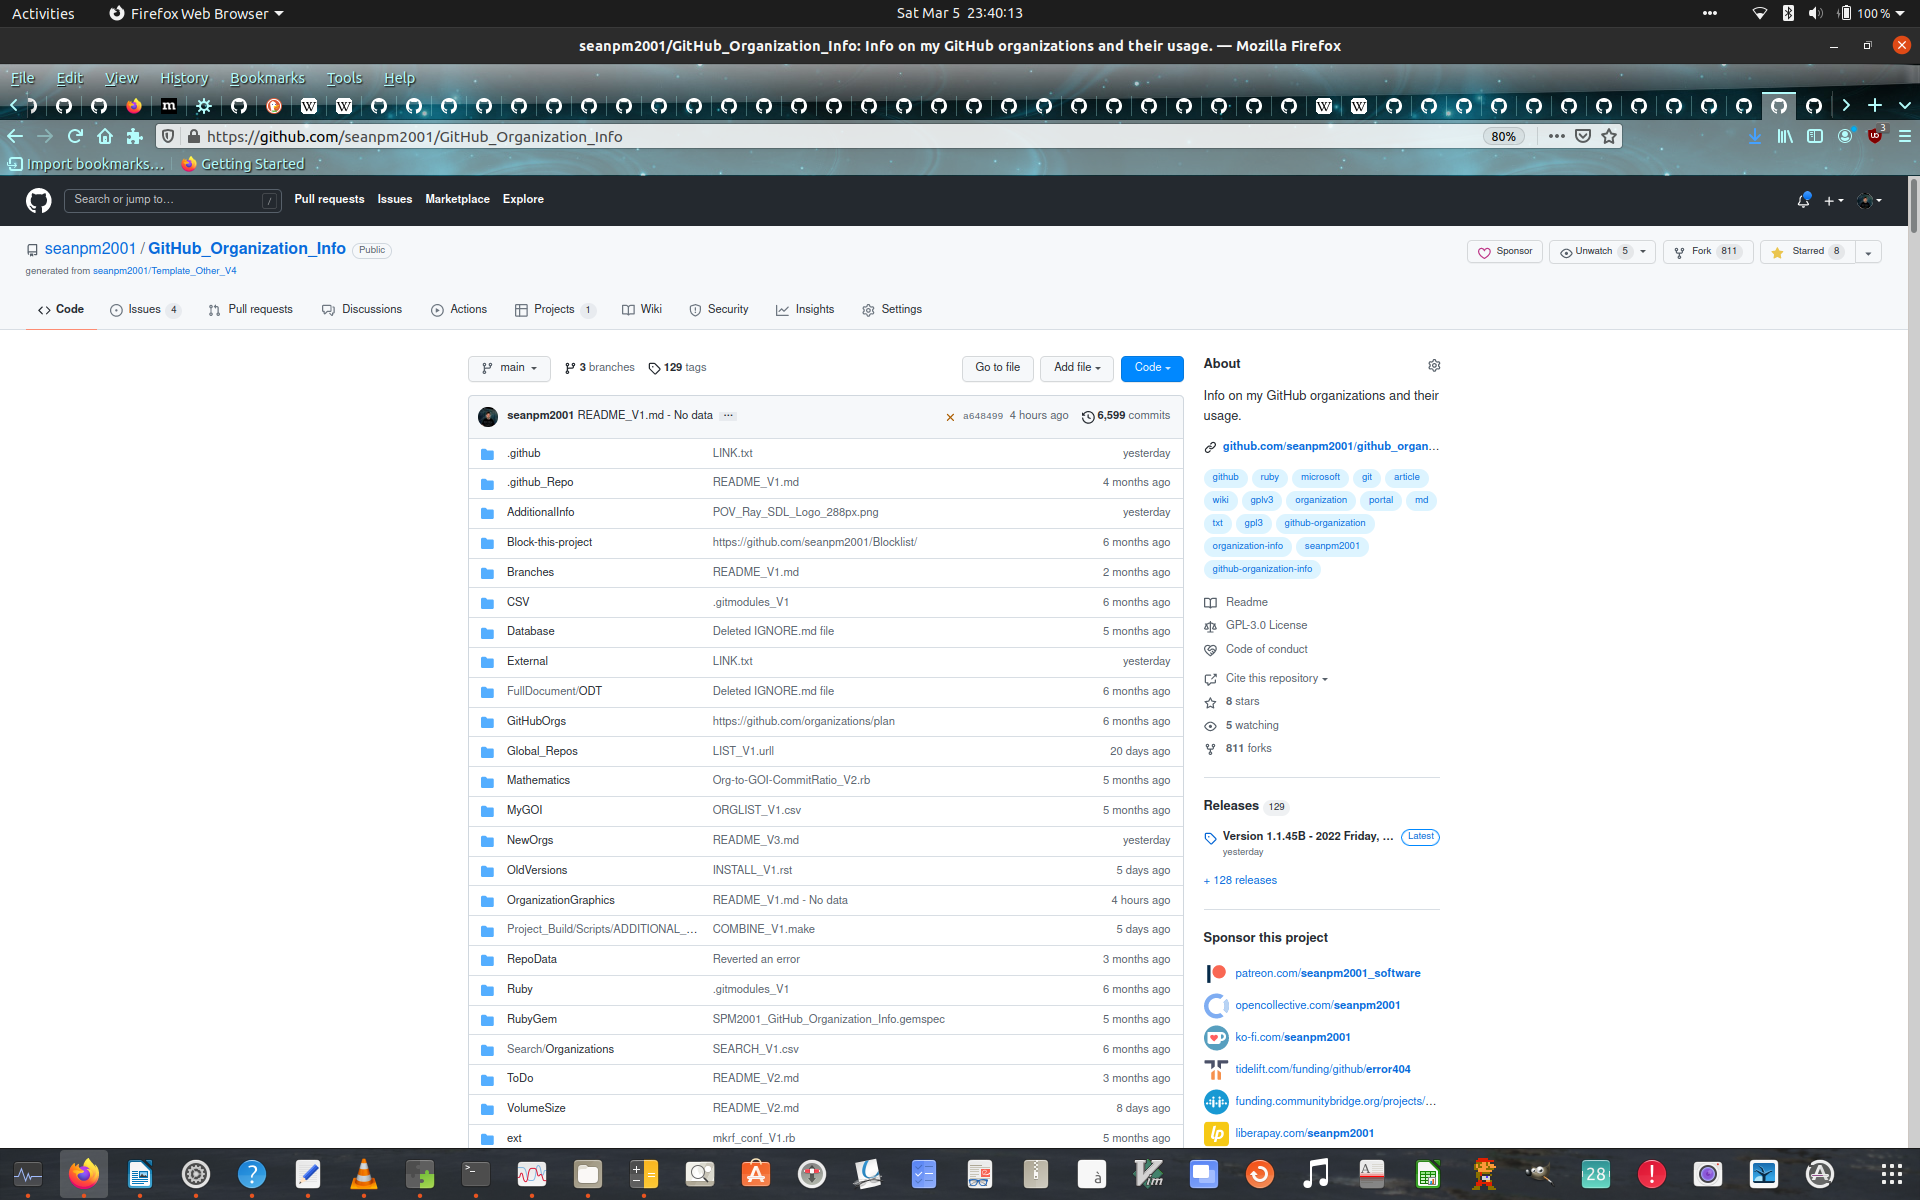 Activities Firefox Web Browser Sat Mar 5 23:40:13 100 %
seanpm2001/GitHub_Organization_Info: Info on my GitHub organizations and their usage. — Mozilla Firefox
File Edit View History Bookmarks Tools Help
https://github.com/seanpm2001/GitHub_Organization_Info 80% 3
Import bookmarks… Getting Started
Search or jump to… / Pull requests Issues Marketplace Explore
seanpm2001 / GitHub_Organization_Info Public Sponsor Unwatch 5 Fork 811 Starred 8
generated from seanpm2001/Template_Other_V4
Code Issues 4 Pull requests Discussions Actions Projects 1 Wiki Security Insights Settings
main 3 branches 129 tags Go to file Add file Code
seanpm2001 README_V1.md - No data ··· a648499 4 hours ago 6,599 commits
.github LINK.txt yesterday
.github_Repo README_V1.md 4 months ago
AdditionalInfo POV_Ray_SDL_Logo_288px.png yesterday
Block-this-project https://github.com/seanpm2001/Blocklist/ 6 months ago
Branches README_V1.md 2 months ago
CSV .gitmodules_V1 6 months ago
Database Deleted IGNORE.md file 5 months ago
External LINK.txt yesterday
FullDocument/ODT Deleted IGNORE.md file 6 months ago
GitHubOrgs https://github.com/organizations/plan 6 months ago
Global_Repos LIST_V1.urll 20 days ago
Mathematics Org-to-GOI-CommitRatio_V2.rb 5 months ago
MyGOI ORGLIST_V1.csv 5 months ago
NewOrgs README_V3.md yesterday
OldVersions INSTALL_V1.rst 5 days ago
OrganizationGraphics README_V1.md - No data 4 hours ago
Project_Build/Scripts/ADDITIONAL_… COMBINE_V1.make 5 days ago
RepoData Reverted an error 3 months ago
Ruby .gitmodules_V1 6 months ago
RubyGem SPM2001_GitHub_Organization_Info.gemspec 5 months ago
Search/Organizations SEARCH_V1.csv 6 months ago
ToDo README_V2.md 3 months ago
VolumeSize README_V2.md 8 days ago
ext mkrf_conf_V1.rb 5 months ago
About
Info on my GitHub organizations and their
usage.
github.com/seanpm2001/github_organ…
github ruby microsoft git article
wiki gplv3 organization portal md
txt gpl3 github-organization
organization-info seanpm2001
github-organization-info
Readme
GPL-3.0 License
Code of conduct
Cite this repository
8 stars
5 watching
811 forks
Releases 129
Version 1.1.45B - 2022 Friday, … Latest
yesterday
+ 128 releases
Sponsor this project
patreon.com/seanpm2001_software
opencollective.com/seanpm2001
ko-fi.com/seanpm2001
tidelift.com/funding/github/error404
funding.communitybridge.org/projects/…
liberapay.com/seanpm2001
28